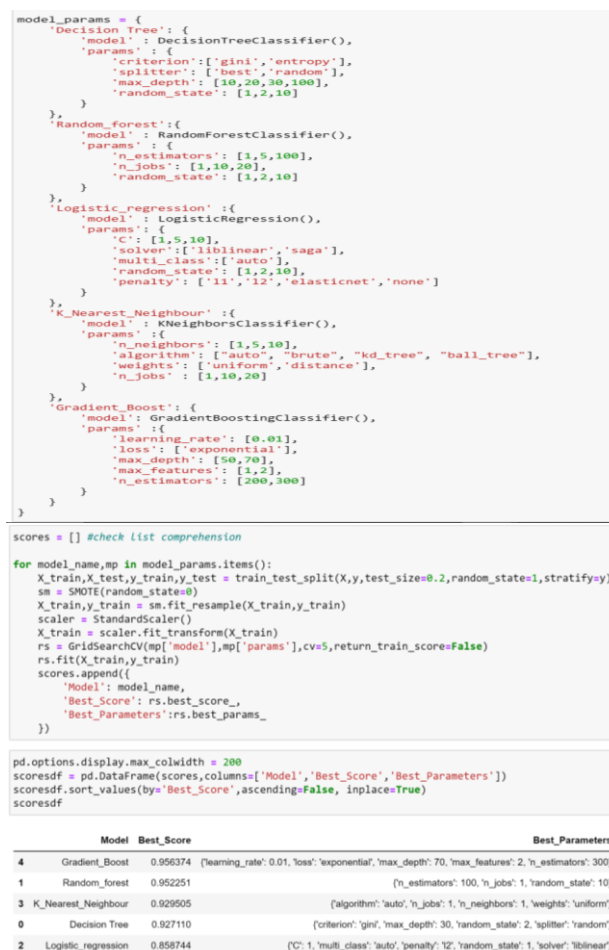 model_params = {
    'Decision Tree': {
        'model' : DecisionTreeClassifier(),
        'params' : {
            'criterion':['gini','entropy'],
            'splitter': ['best','random'],
            'max_depth': [10,20,30,100],
            'random_state': [1,2,10]
        }
    },
    'Random_forest':{
        'model' : RandomForestClassifier(),
        'params' : {
            'n_estimators': [1,5,100],
            'n_jobs': [1,10,20],
            'random_state': [1,2,10]
        }
    },
    'Logistic_regression' :{
        'model' : LogisticRegression(),
        'params': {
            'C': [1,5,10],
            'solver':['liblinear','saga'],
            'multi_class':['auto'],
            'random_state': [1,2,10],
            'penalty': ['l1','l2','elasticnet','none']
        }
    },
    'K_Nearest_Neighbour' :{
        'model' : KNeighborsClassifier(),
        'params' :{
            'n_neighbors': [1,5,10],
            'algorithm': ["auto", "brute", "kd_tree", "ball_tree"],
            'weights': ['uniform','distance'],
            'n_jobs' : [1,10,20]
        }
    },
    'Gradient_Boost': {
        'model': GradientBoostingClassifier(),
        'params' :{
            'learning_rate': [0.01],
            'loss': ['exponential'],
            'max_depth': [50,70],
            'max_features': [1,2],
            'n_estimators': [200,300]
        }
    }
}
scores = [] #check list comprehension
for model_name,mp in model_params.items():
    X_train,X_test,y_train,y_test = train_test_split(X,y,test_size=0.2,random_state=1,stratify=y)
    sm = SMOTE(random_state=0)
    X_train,y_train = sm.fit_resample(X_train,y_train)
    scaler = StandardScaler()
    X_train = scaler.fit_transform(X_train)
    rs = GridSearchCV(mp['model'],mp['params'],cv=5,return_train_score=False)
    rs.fit(X_train,y_train)
    scores.append({
        'Model': model_name,
        'Best_Score': rs.best_score_,
        'Best_Parameters':rs.best_params_
    })
pd.options.display.max_colwidth = 200
scoresdf = pd.DataFrame(scores,columns=['Model','Best_Score','Best_Parameters'])
scoresdf.sort_values(by='Best_Score',ascending=False, inplace=True)
scoresdf
Model Best_Score Best_Parameters
4 Gradient_Boost 0.956374 {'learning_rate': 0.01, 'loss': 'exponential', 'max_depth': 70, 'max_features': 2, 'n_estimators': 300}
1 Random_forest 0.952251 {'n_estimators': 100, 'n_jobs': 1, 'random_state': 10}
3 K_Nearest_Neighbour 0.929505 {'algorithm': 'auto', 'n_jobs': 1, 'n_neighbors': 1, 'weights': 'uniform'}
0 Decision Tree 0.927110 {'criterion': 'gini', 'max_depth': 30, 'random_state': 2, 'splitter': 'random'}
2 Logistic_regression 0.858744 {'C': 1, 'multi_class': 'auto', 'penalty': 'l2', 'random_state': 1, 'solver': 'liblinear'}